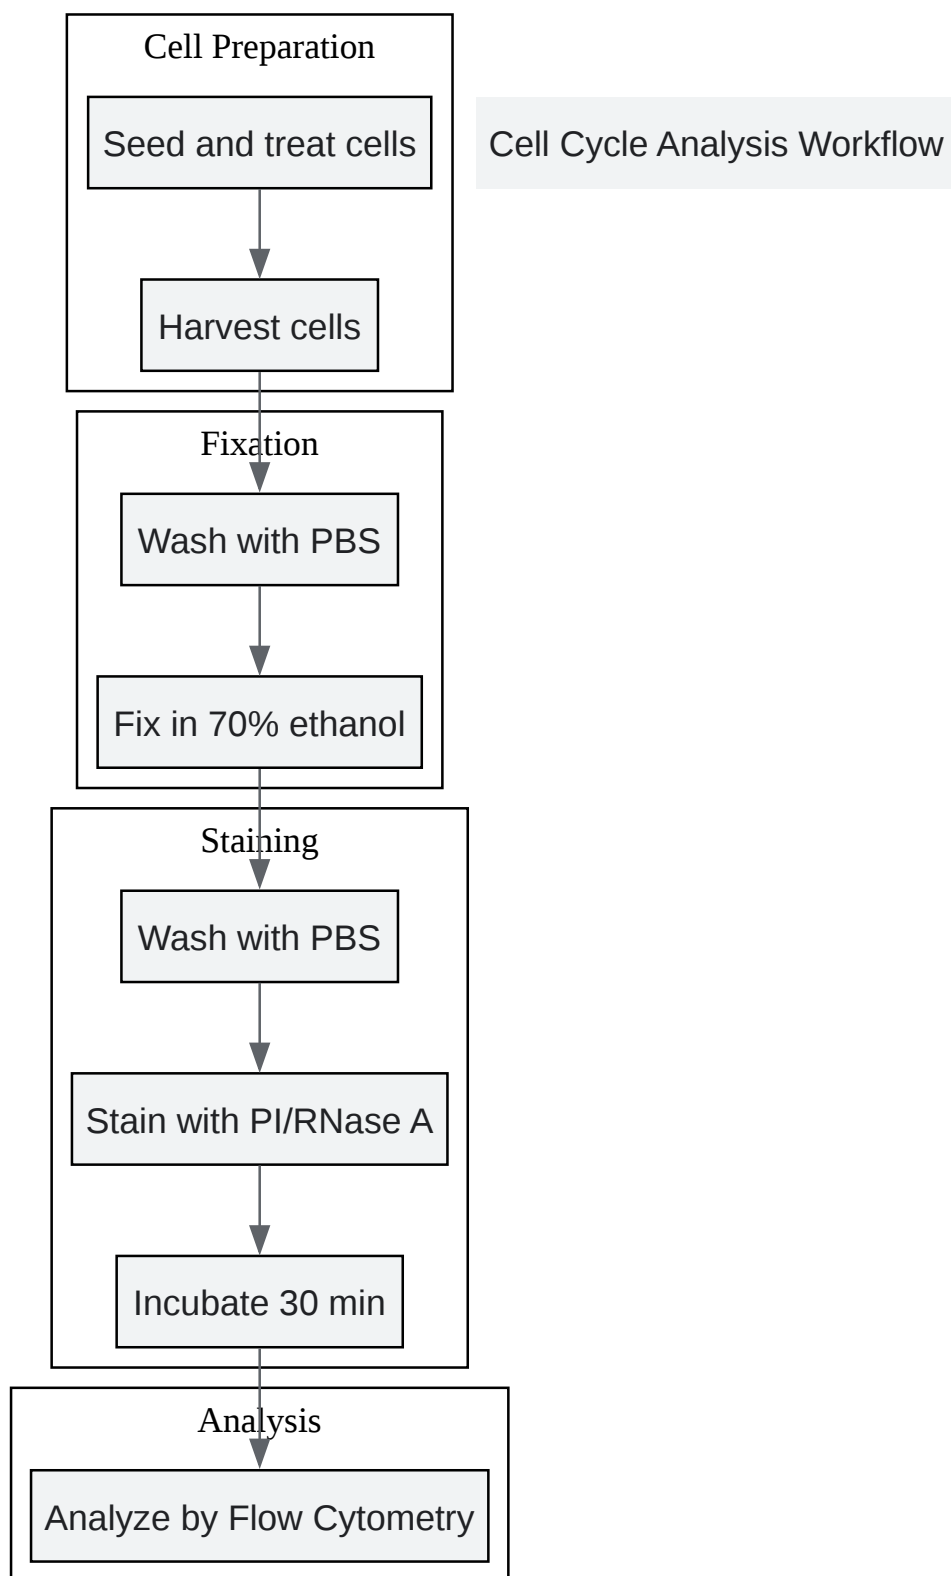 Cell Preparation
Seed and treat cells
Cell Cycle Analysis Workflow
Harvest cells
Fixation
Wash with PBS
Fix in 70% ethanol
Staining
Wash with PBS
Stain with PI/RNase A
Incubate 30 min
Analysis
Analyze by Flow Cytometry